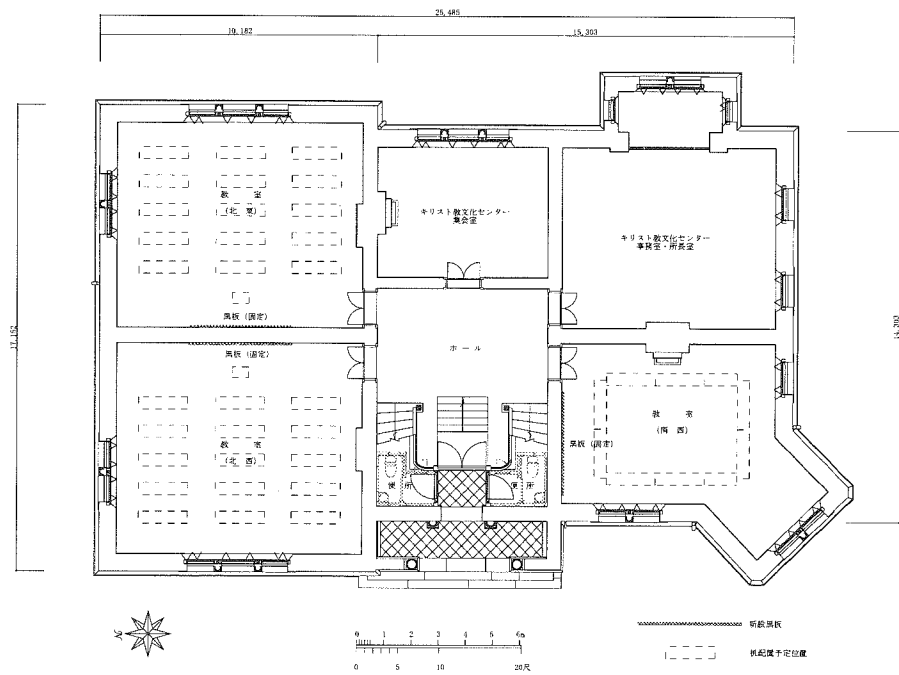 25,485
10,182
15,303
17,152
14,203
教　室
(北 東)
キリスト教文化センター
集会室
キリスト教文化センター
事務室・所長室
黒板 (固定)
黒板 (固定)
ホール
教　室
(北 西)
教　室
(南 西)
黒板 (固定)
便 所
便 所
N
0 1 2 3 4 5 6m
0 5 10 20尺
新設黒板
机配置予定位置